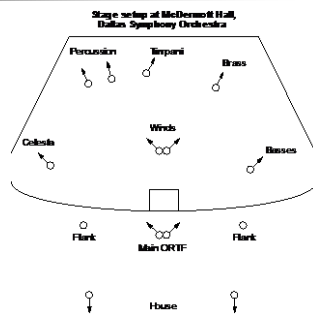 Stage setup at McDermott Hall,
Dallas Symphony Orchestra
Percussion Timpani
Brass
Winds
Celesta
Basses
Flank Flank
Main ORTF
House